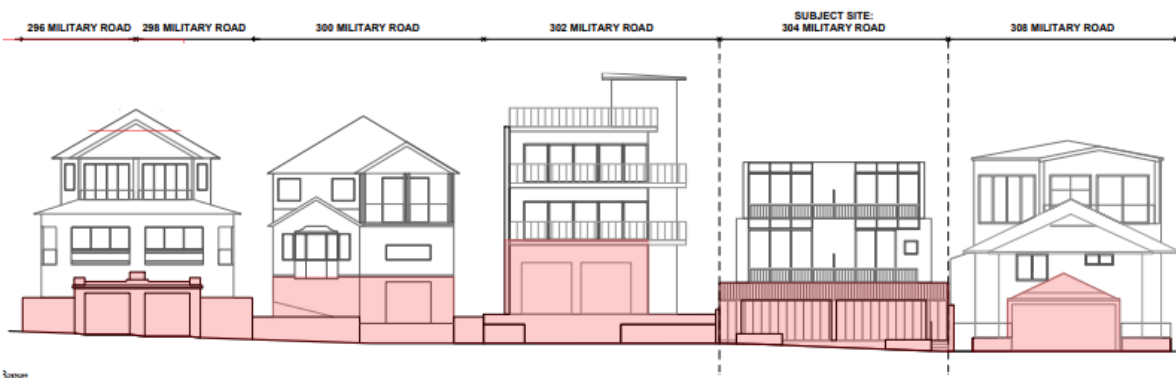 296 MILITARY ROAD
298 MILITARY ROAD
300 MILITARY ROAD
302 MILITARY ROAD
SUBJECT SITE:
304 MILITARY ROAD
308 MILITARY ROAD